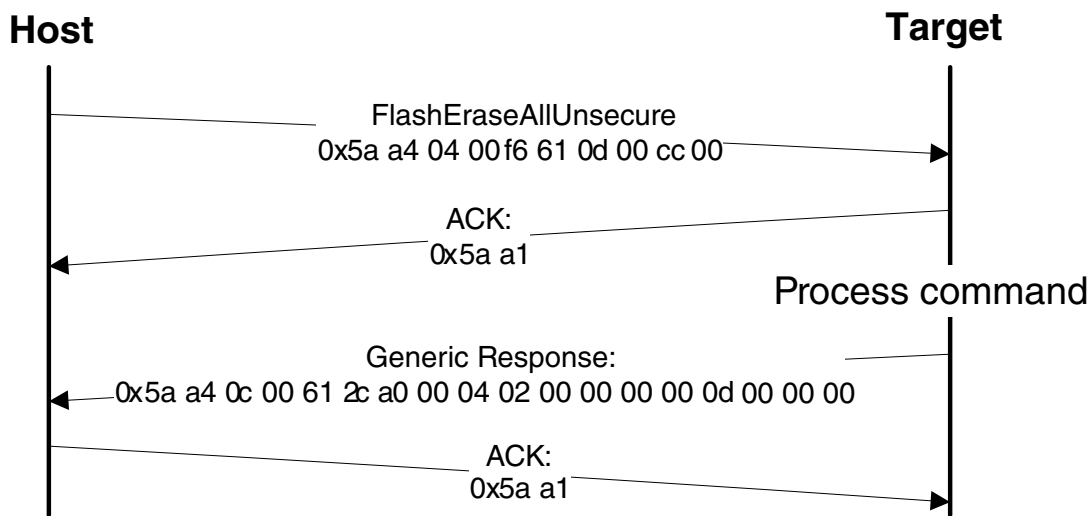 Host
Target
FlashEraseAllUnsecure
0x5a a4 04 00 f6 61 0d 00 cc 00
ACK:
0x5a a1
Process command
Generic Response:
0x5a a4 0c 00 61 2c a0 00 04 02 00 00 00 00 0d 00 00 00
ACK:
0x5a a1